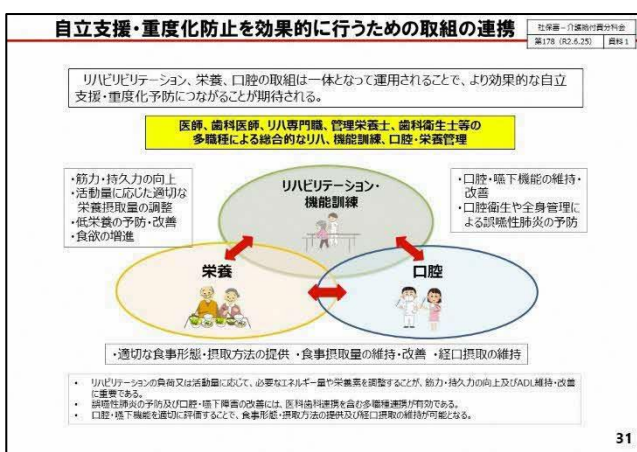 自立支援・重度化防止を効果的に行うための取組の連携
社保審－介護給付費分科会
第178（R2.6.25） 資料1
リハビリビリテーション、栄養、口腔の取組は一体となって運用されることで、より効果的な自立
支援・重度化予防につながることが期待される。
医師、歯科医師、リハ専門職、管理栄養士、歯科衛生士等の
多職種による総合的なリハ、機能訓練、口腔・栄養管理
・筋力・持久力の向上
・活動量に応じた適切な
栄養摂取量の調整
・低栄養の予防・改善
・食欲の増進
リハビリテーション・
機能訓練
・口腔・嚥下機能の維持・
改善
・口腔衛生や全身管理に
よる誤嚥性肺炎の予防
栄養
口腔
・適切な食事形態・摂取方法の提供 ・食事摂取量の維持・改善 ・経口摂取の維持
• リハビリテーションの負荷又は活動量に応じて、必要なエネルギー量や栄養素を調整することが、筋力・持久力の向上及びADL維持・改善
に重要である。
• 誤嚥性肺炎の予防及び口腔・嚥下障害の改善には、医科歯科連携を含む多職種連携が有効である。
• 口腔・嚥下機能を適切に評価することで、食事形態・摂取方法の提供及び経口摂取の維持が可能となる。
31